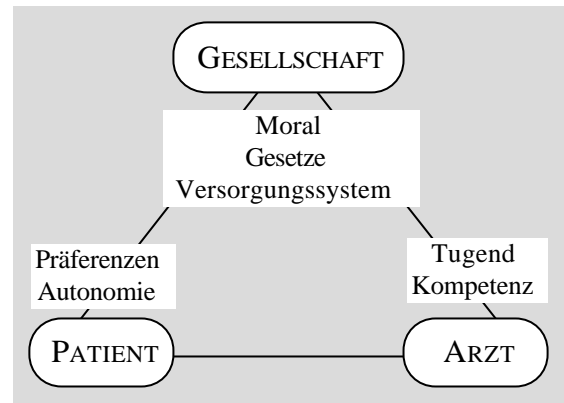 GESELLSCHAFT
Moral
Gesetze
Versorgungssystem
Präferenzen
Autonomie
Tugend
Kompetenz
PATIENT
ARZT